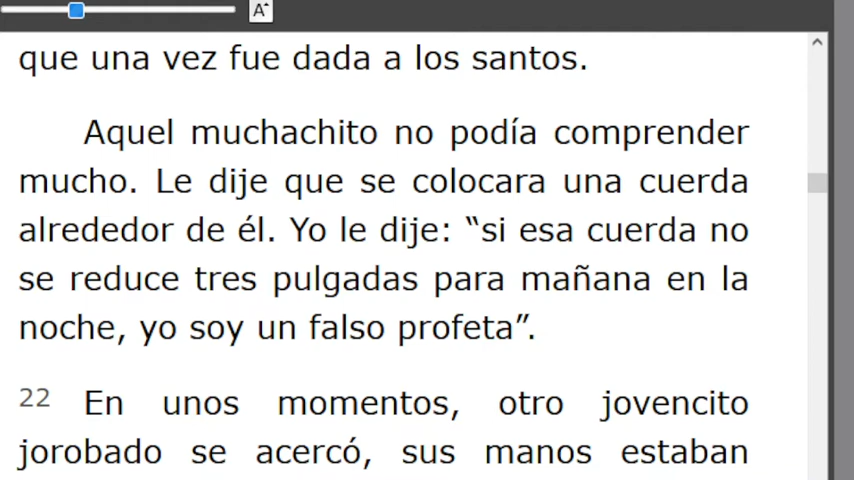 A
que una vez fue dada a los santos.
Aquel muchachito no podía comprender
mucho. Le dije que se colocara una cuerda
alrededor de él. Yo le dije: “si esa cuerda no
se reduce tres pulgadas para mañana en la
noche, yo soy un falso profeta”.
22 En unos momentos, otro jovencito
jorobado se acercó, sus manos estaban